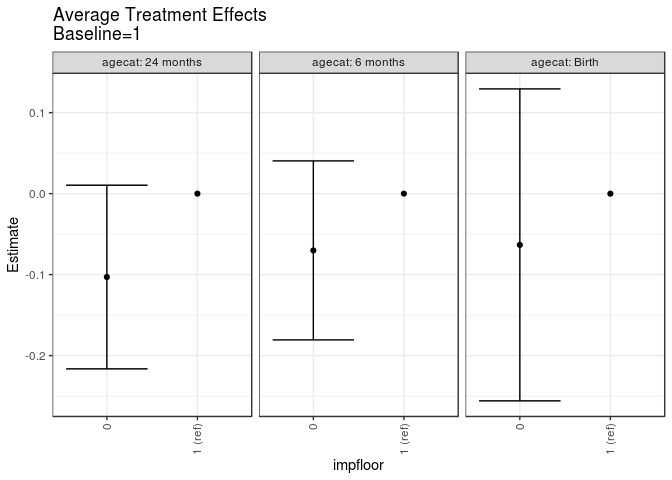 Average Treatment Effects
Baseline=1
agecat: 24 months
agecat: 6 months
agecat: Birth
0.1
0.0
-0.1
-0.2
Estimate
0
1 (ref)
0
1 (ref)
0
1 (ref)
impfloor